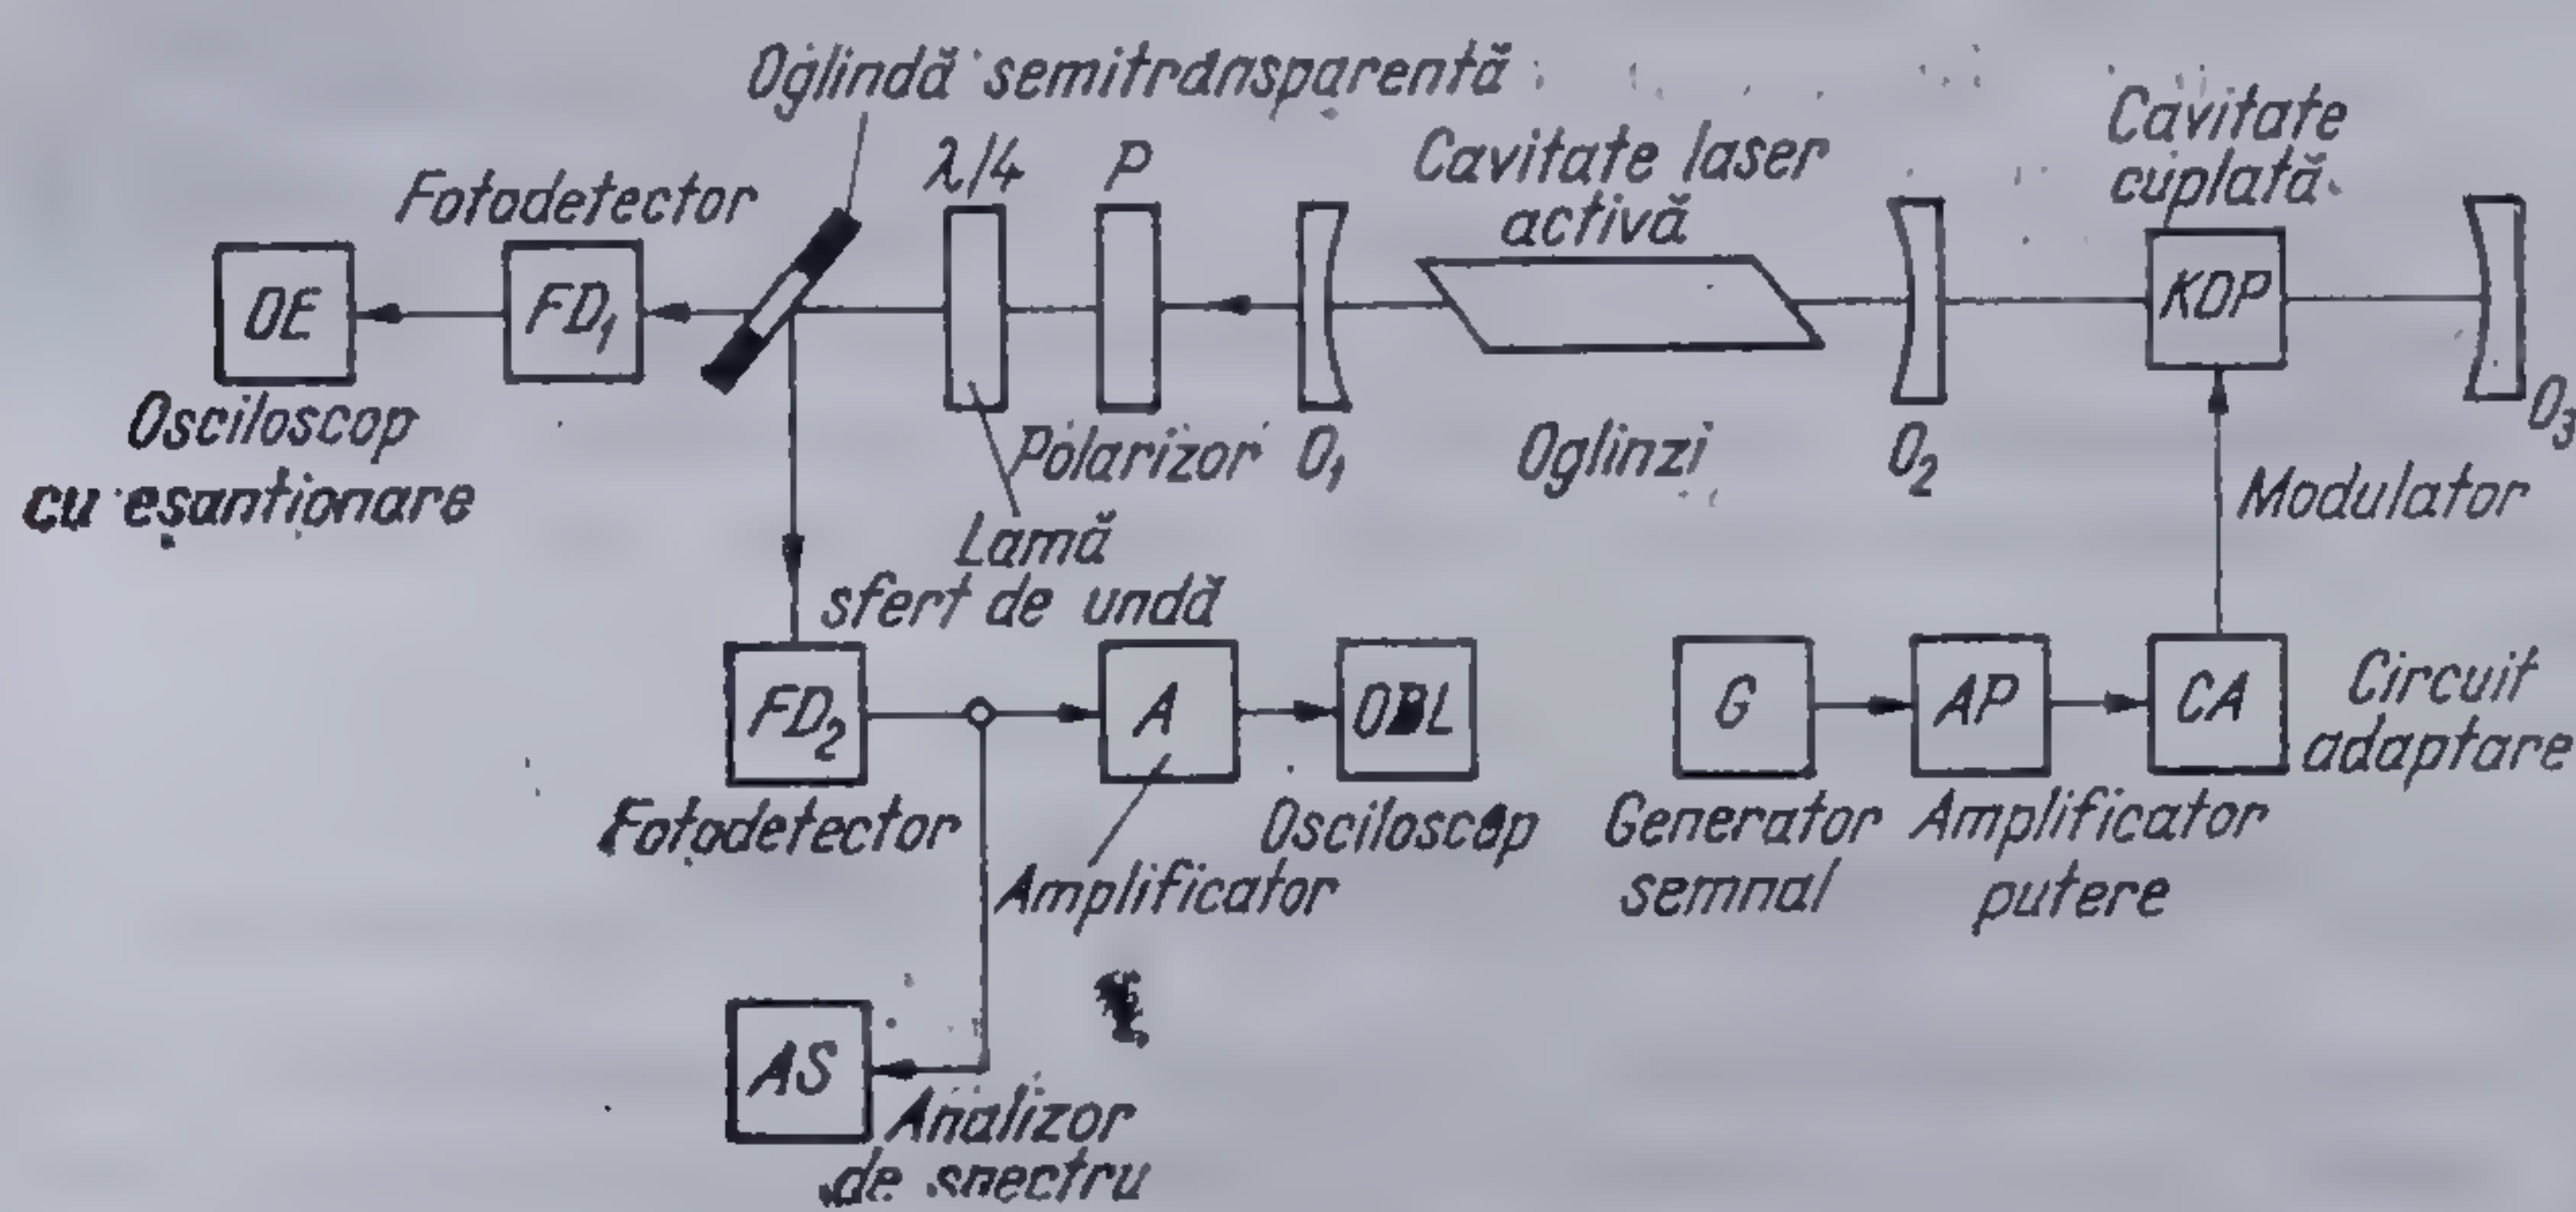 Oglindă semitransparentă
Cavitate
cuplată
λ/4
P
Cavitate laser
activă
Fotodetector
OE
FD₁
KDP
Osciloscop
cu eșantionare
Polarizor
O₁
Oglinzi
O₂
O₃
Modulator
Lamă
sfert de undă
FD₂
A
G
AP
CA
Circuit
adaptare
Fotodetector
Osciloscop
Generator
semnal
Amplificator
putere
Amplificator
AS
Analizor
de spectru